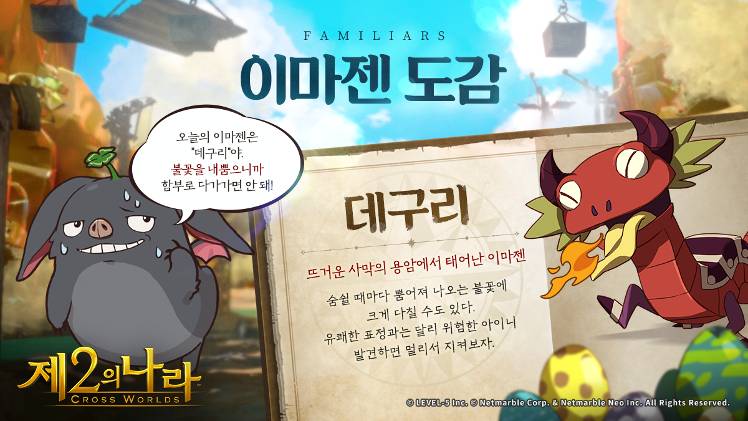 FAMILIARS
이마젠 도감
오늘의 이마젠은
"데구리"야.
불꽃을 내뿜으니까
함부로 다가가면 안 돼!
데구리
뜨거운 사막의 용암에서 태어난 이마젠
숨쉴 때마다 뿜어져 나오는 불꽃에
크게 다칠 수도 있다.
유쾌한 표정과는 달리 위험한 아이니
발견하면 멀리서 지켜보자.
제2의나라
CROSS WORLDS
© LEVEL-5 Inc. © Netmarble Corp. & Netmarble Neo Inc. All Rights Reserved.